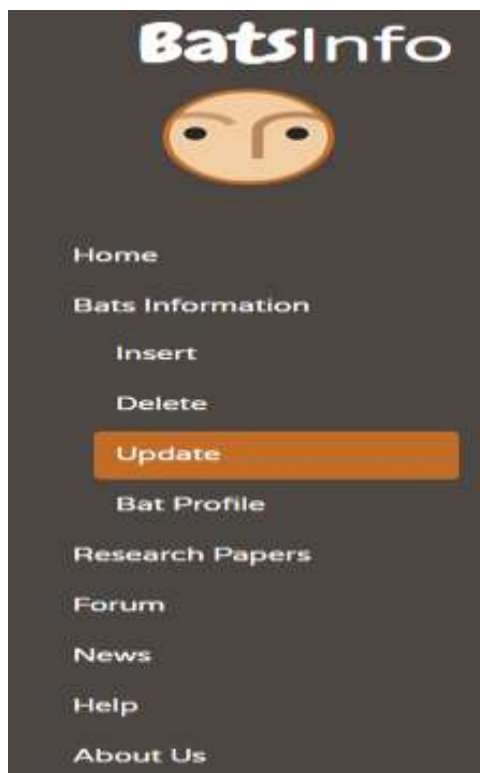 BatsInfo
Home
Bats Information
Insert
Delete
Update
Bat Profile
Research Papers
Forum
News
Help
About Us